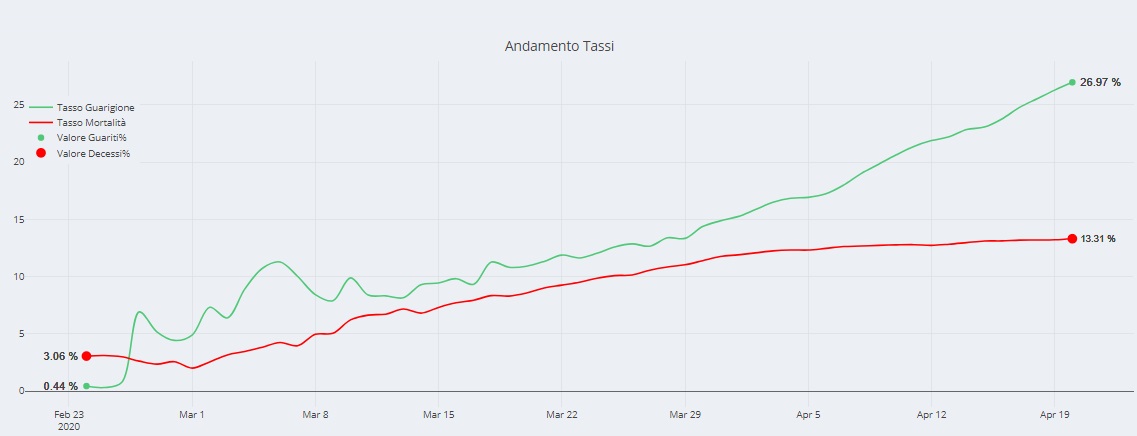 Andamento Tassi
26.97 %
25
Tasso Guarigione
Tasso Mortalità
Valore Guariti%
Valore Decessi%
20
15
13.31 %
10
5
3.06 %
0.44 %
0
Feb 23 Mar 1 Mar 8 Mar 15 Mar 22 Mar 29 Apr 5 Apr 12 Apr 19
2020